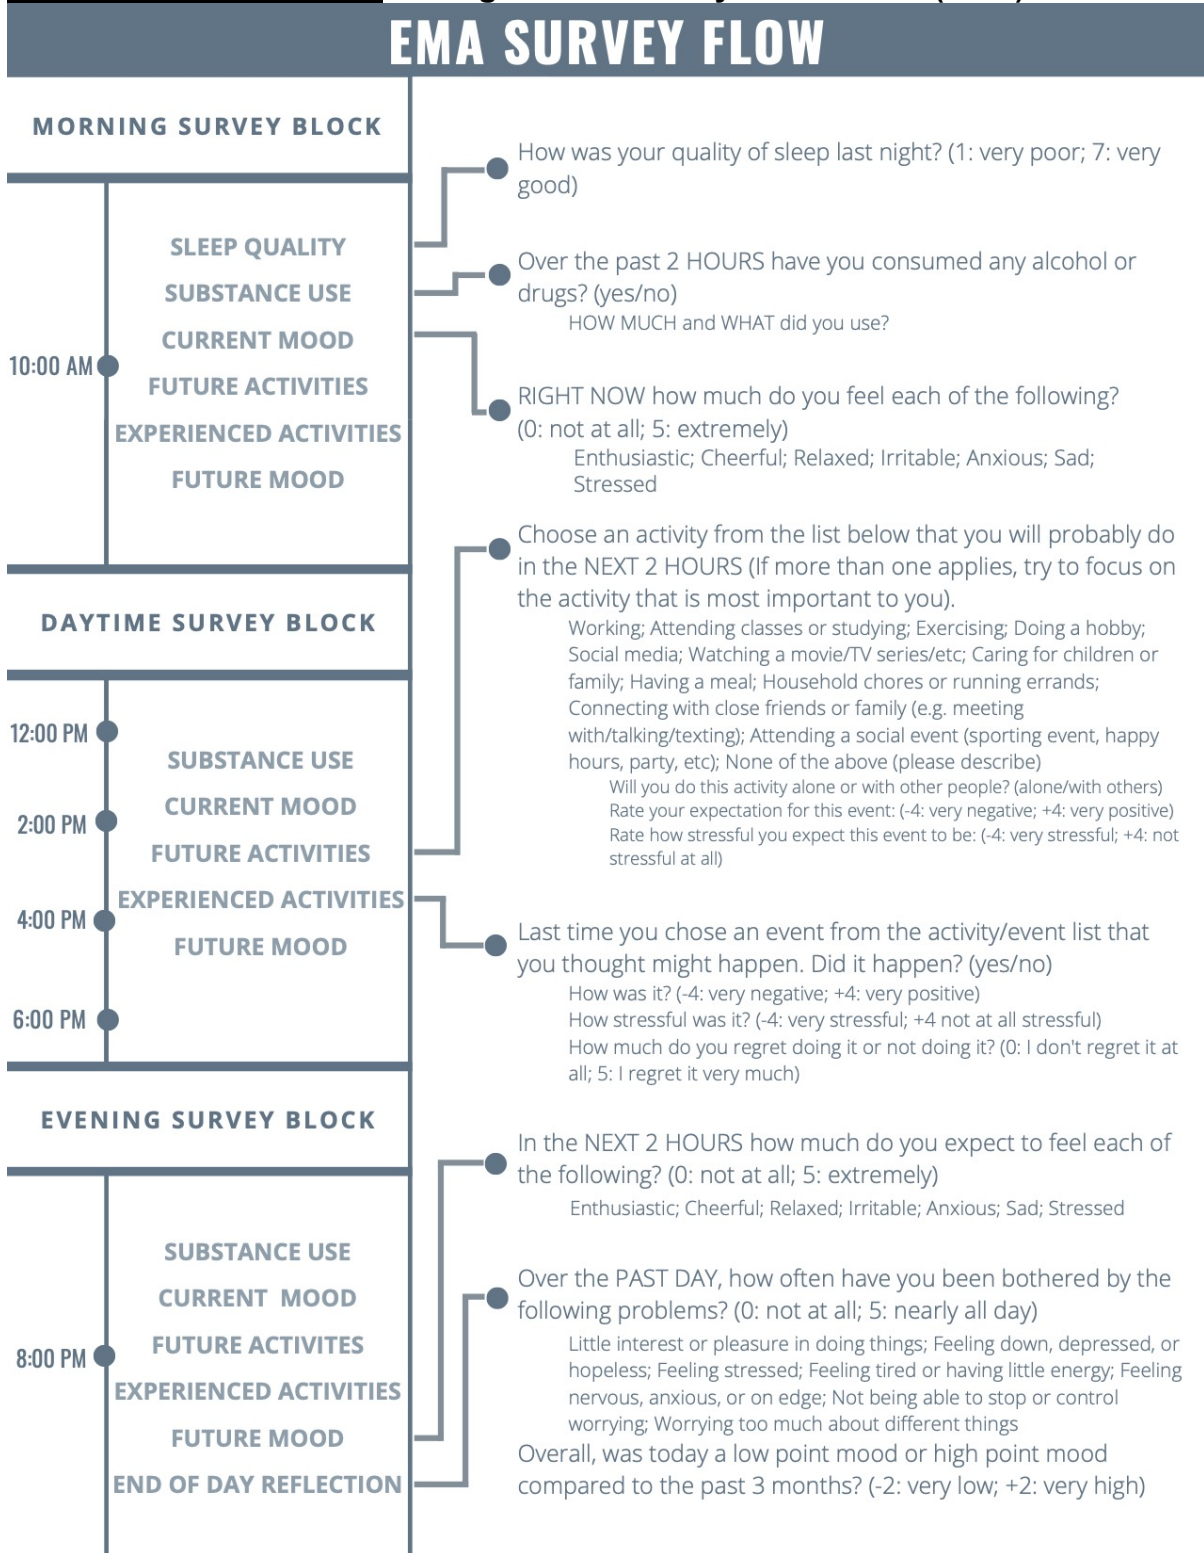 EMA SURVEY FLOW
MORNING SURVEY BLOCK
10:00 AM
SLEEP QUALITY
SUBSTANCE USE
CURRENT MOOD
FUTURE ACTIVITIES
EXPERIENCED ACTIVITIES
FUTURE MOOD
DAYTIME SURVEY BLOCK
12:00 PM
2:00 PM
4:00 PM
6:00 PM
SUBSTANCE USE
CURRENT MOOD
FUTURE ACTIVITIES
EXPERIENCED ACTIVITIES
FUTURE MOOD
EVENING SURVEY BLOCK
8:00 PM
SUBSTANCE USE
CURRENT MOOD
FUTURE ACTIVITES
EXPERIENCED ACTIVITIES
FUTURE MOOD
END OF DAY REFLECTION
How was your quality of sleep last night? (1: very poor; 7: very
good)
Over the past 2 HOURS have you consumed any alcohol or
drugs? (yes/no)
HOW MUCH and WHAT did you use?
RIGHT NOW how much do you feel each of the following?
(0: not at all; 5: extremely)
Enthusiastic; Cheerful; Relaxed; Irritable; Anxious; Sad;
Stressed
Choose an activity from the list below that you will probably do
in the NEXT 2 HOURS (If more than one applies, try to focus on
the activity that is most important to you).
Working; Attending classes or studying; Exercising; Doing a hobby;
Social media; Watching a movie/TV series/etc; Caring for children or
family; Having a meal; Household chores or running errands;
Connecting with close friends or family (e.g. meeting
with/talking/texting); Attending a social event (sporting event, happy
hours, party, etc); None of the above (please describe)
Will you do this activity alone or with other people? (alone/with others)
Rate your expectation for this event: (-4: very negative; +4: very positive)
Rate how stressful you expect this event to be: (-4: very stressful; +4: not
stressful at all)
Last time you chose an event from the activity/event list that
you thought might happen. Did it happen? (yes/no)
How was it? (-4: very negative; +4: very positive)
How stressful was it? (-4: very stressful; +4 not at all stressful)
How much do you regret doing it or not doing it? (0: I don't regret it at
all; 5: I regret it very much)
In the NEXT 2 HOURS how much do you expect to feel each of
the following? (0: not at all; 5: extremely)
Enthusiastic; Cheerful; Relaxed; Irritable; Anxious; Sad; Stressed
Over the PAST DAY, how often have you been bothered by the
following problems? (0: not at all; 5: nearly all day)
Little interest or pleasure in doing things; Feeling down, depressed, or
hopeless; Feeling stressed; Feeling tired or having little energy; Feeling
nervous, anxious, or on edge; Not being able to stop or control
worrying; Worrying too much about different things
Overall, was today a low point mood or high point mood
compared to the past 3 months? (-2: very low; +2: very high)